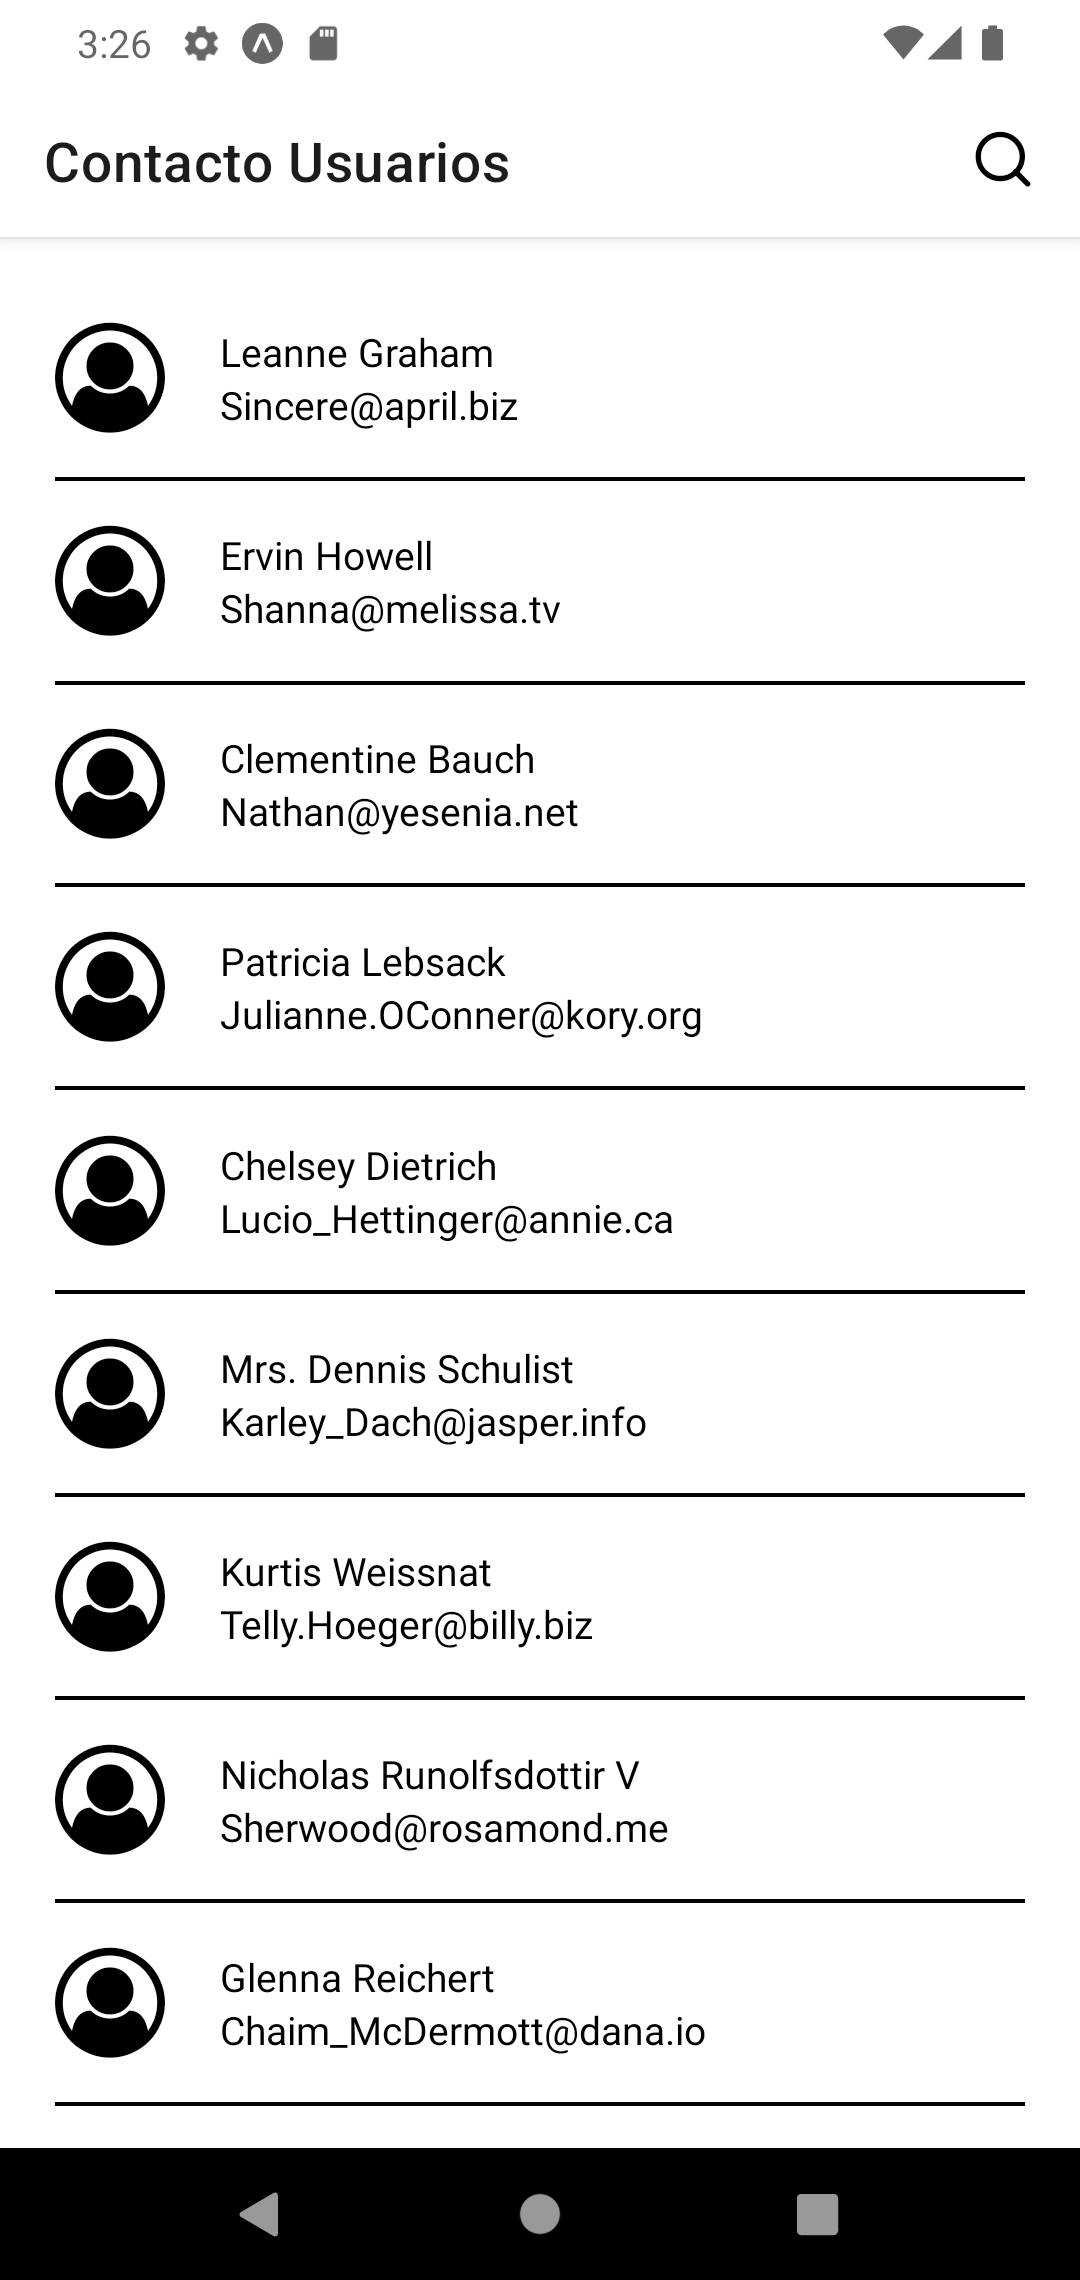 3:26
Contacto Usuarios
Leanne Graham
Sincere@april.biz
Ervin Howell
Shanna@melissa.tv
Clementine Bauch
Nathan@yesenia.net
Patricia Lebsack
Julianne.OConner@kory.org
Chelsey Dietrich
Lucio_Hettinger@annie.ca
Mrs. Dennis Schulist
Karley_Dach@jasper.info
Kurtis Weissnat
Telly.Hoeger@billy.biz
Nicholas Runolfsdottir V
Sherwood@rosamond.me
Glenna Reichert
Chaim_McDermott@dana.io